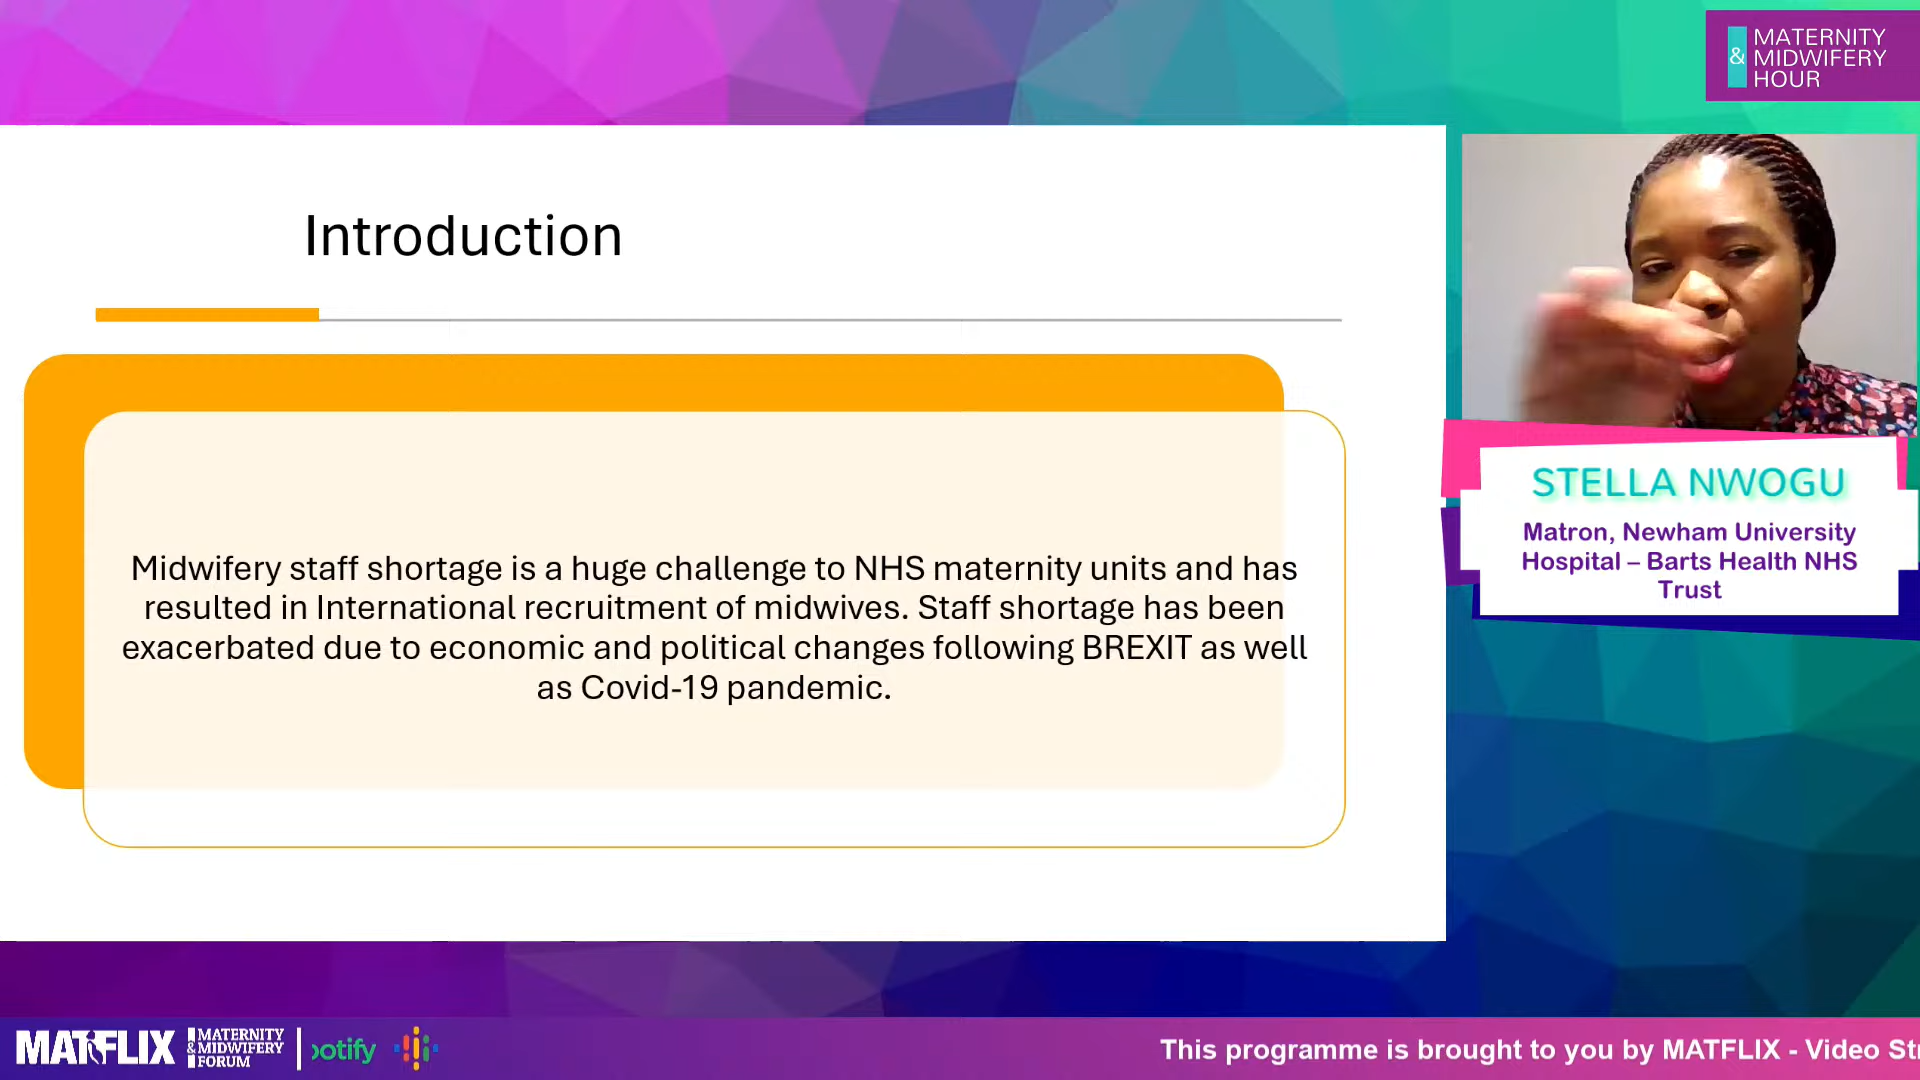 &
MATERNITY
MIDWIFERY
HOUR
Introduction
Midwifery staff shortage is a huge challenge to NHS maternity units and has
resulted in International recruitment of midwives. Staff shortage has been
exacerbated due to economic and political changes following BREXIT as well
as Covid-19 pandemic.
STELLA NWOGU
Matron, Newham University
Hospital – Barts Health NHS
Trust
MATFLIX
MATERNITY
& MIDWIFERY
FORUM
This programme is brought to you by MATFLIX - Video